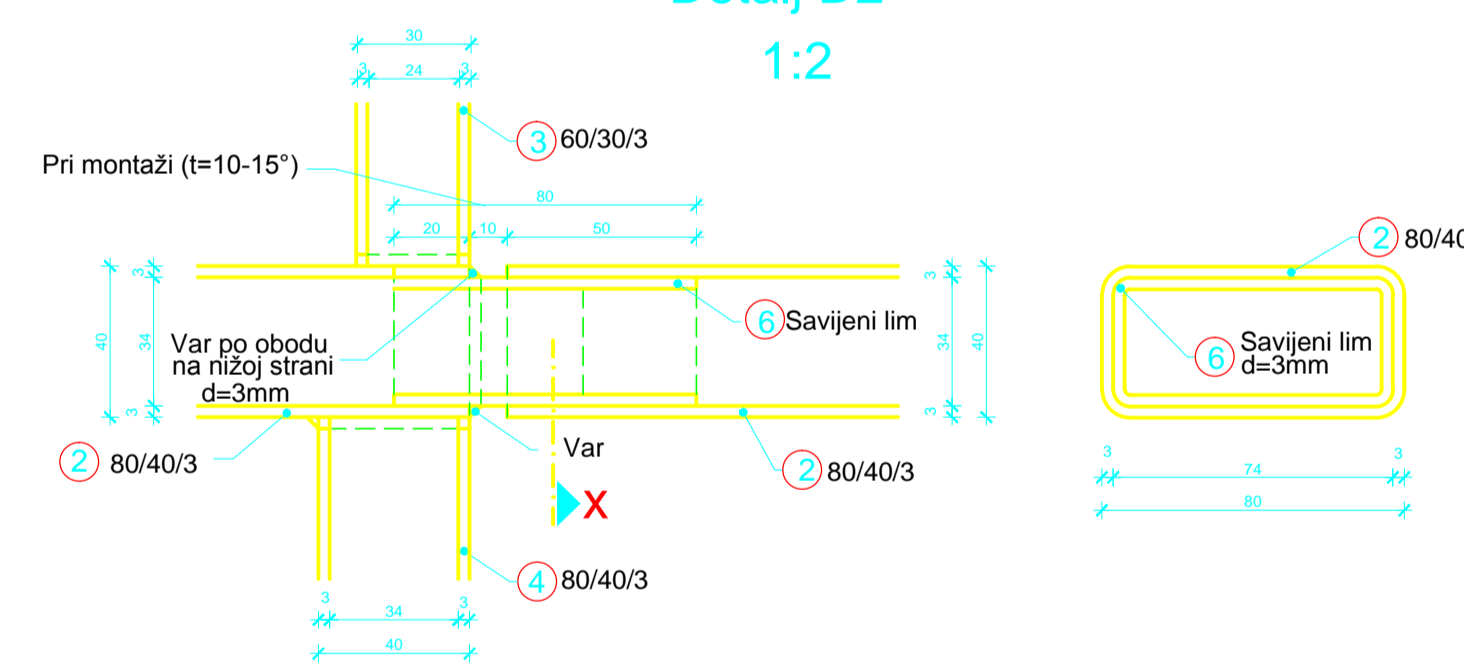 1:2
30
3 24 3
3 60/30/3
Pri montaži (t=10-15°)
80
20 10 50
2 80/40
3
34
3
40
Var po obodu
na nižoj strani
d=3mm
6 Savijeni lim
3
34
3
40
6 Savijeni lim
d=3mm
2 80/40/3
Var
2 80/40/3
X
3 74 3
80
4 80/40/3
3 34 3
40